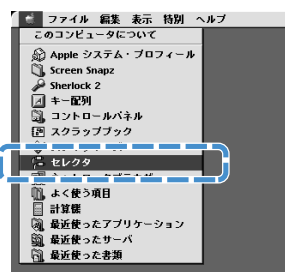 ファイル 編集 表示 特別 ヘルプ
このコンピュータについて
Apple システム・プロフィール
Screen Snapz
Sherlock 2
キー配列
コントロールパネル
スクラップブック
セレクタ
よく使う項目
計算機
最近使ったアプリケーション
最近使ったサーバ
最近使った書類